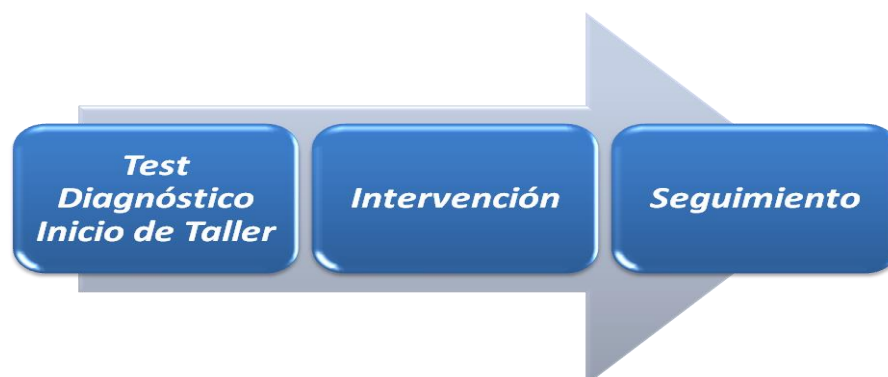 Test
Diagnóstico
Inicio de Taller
Intervención
Seguimiento